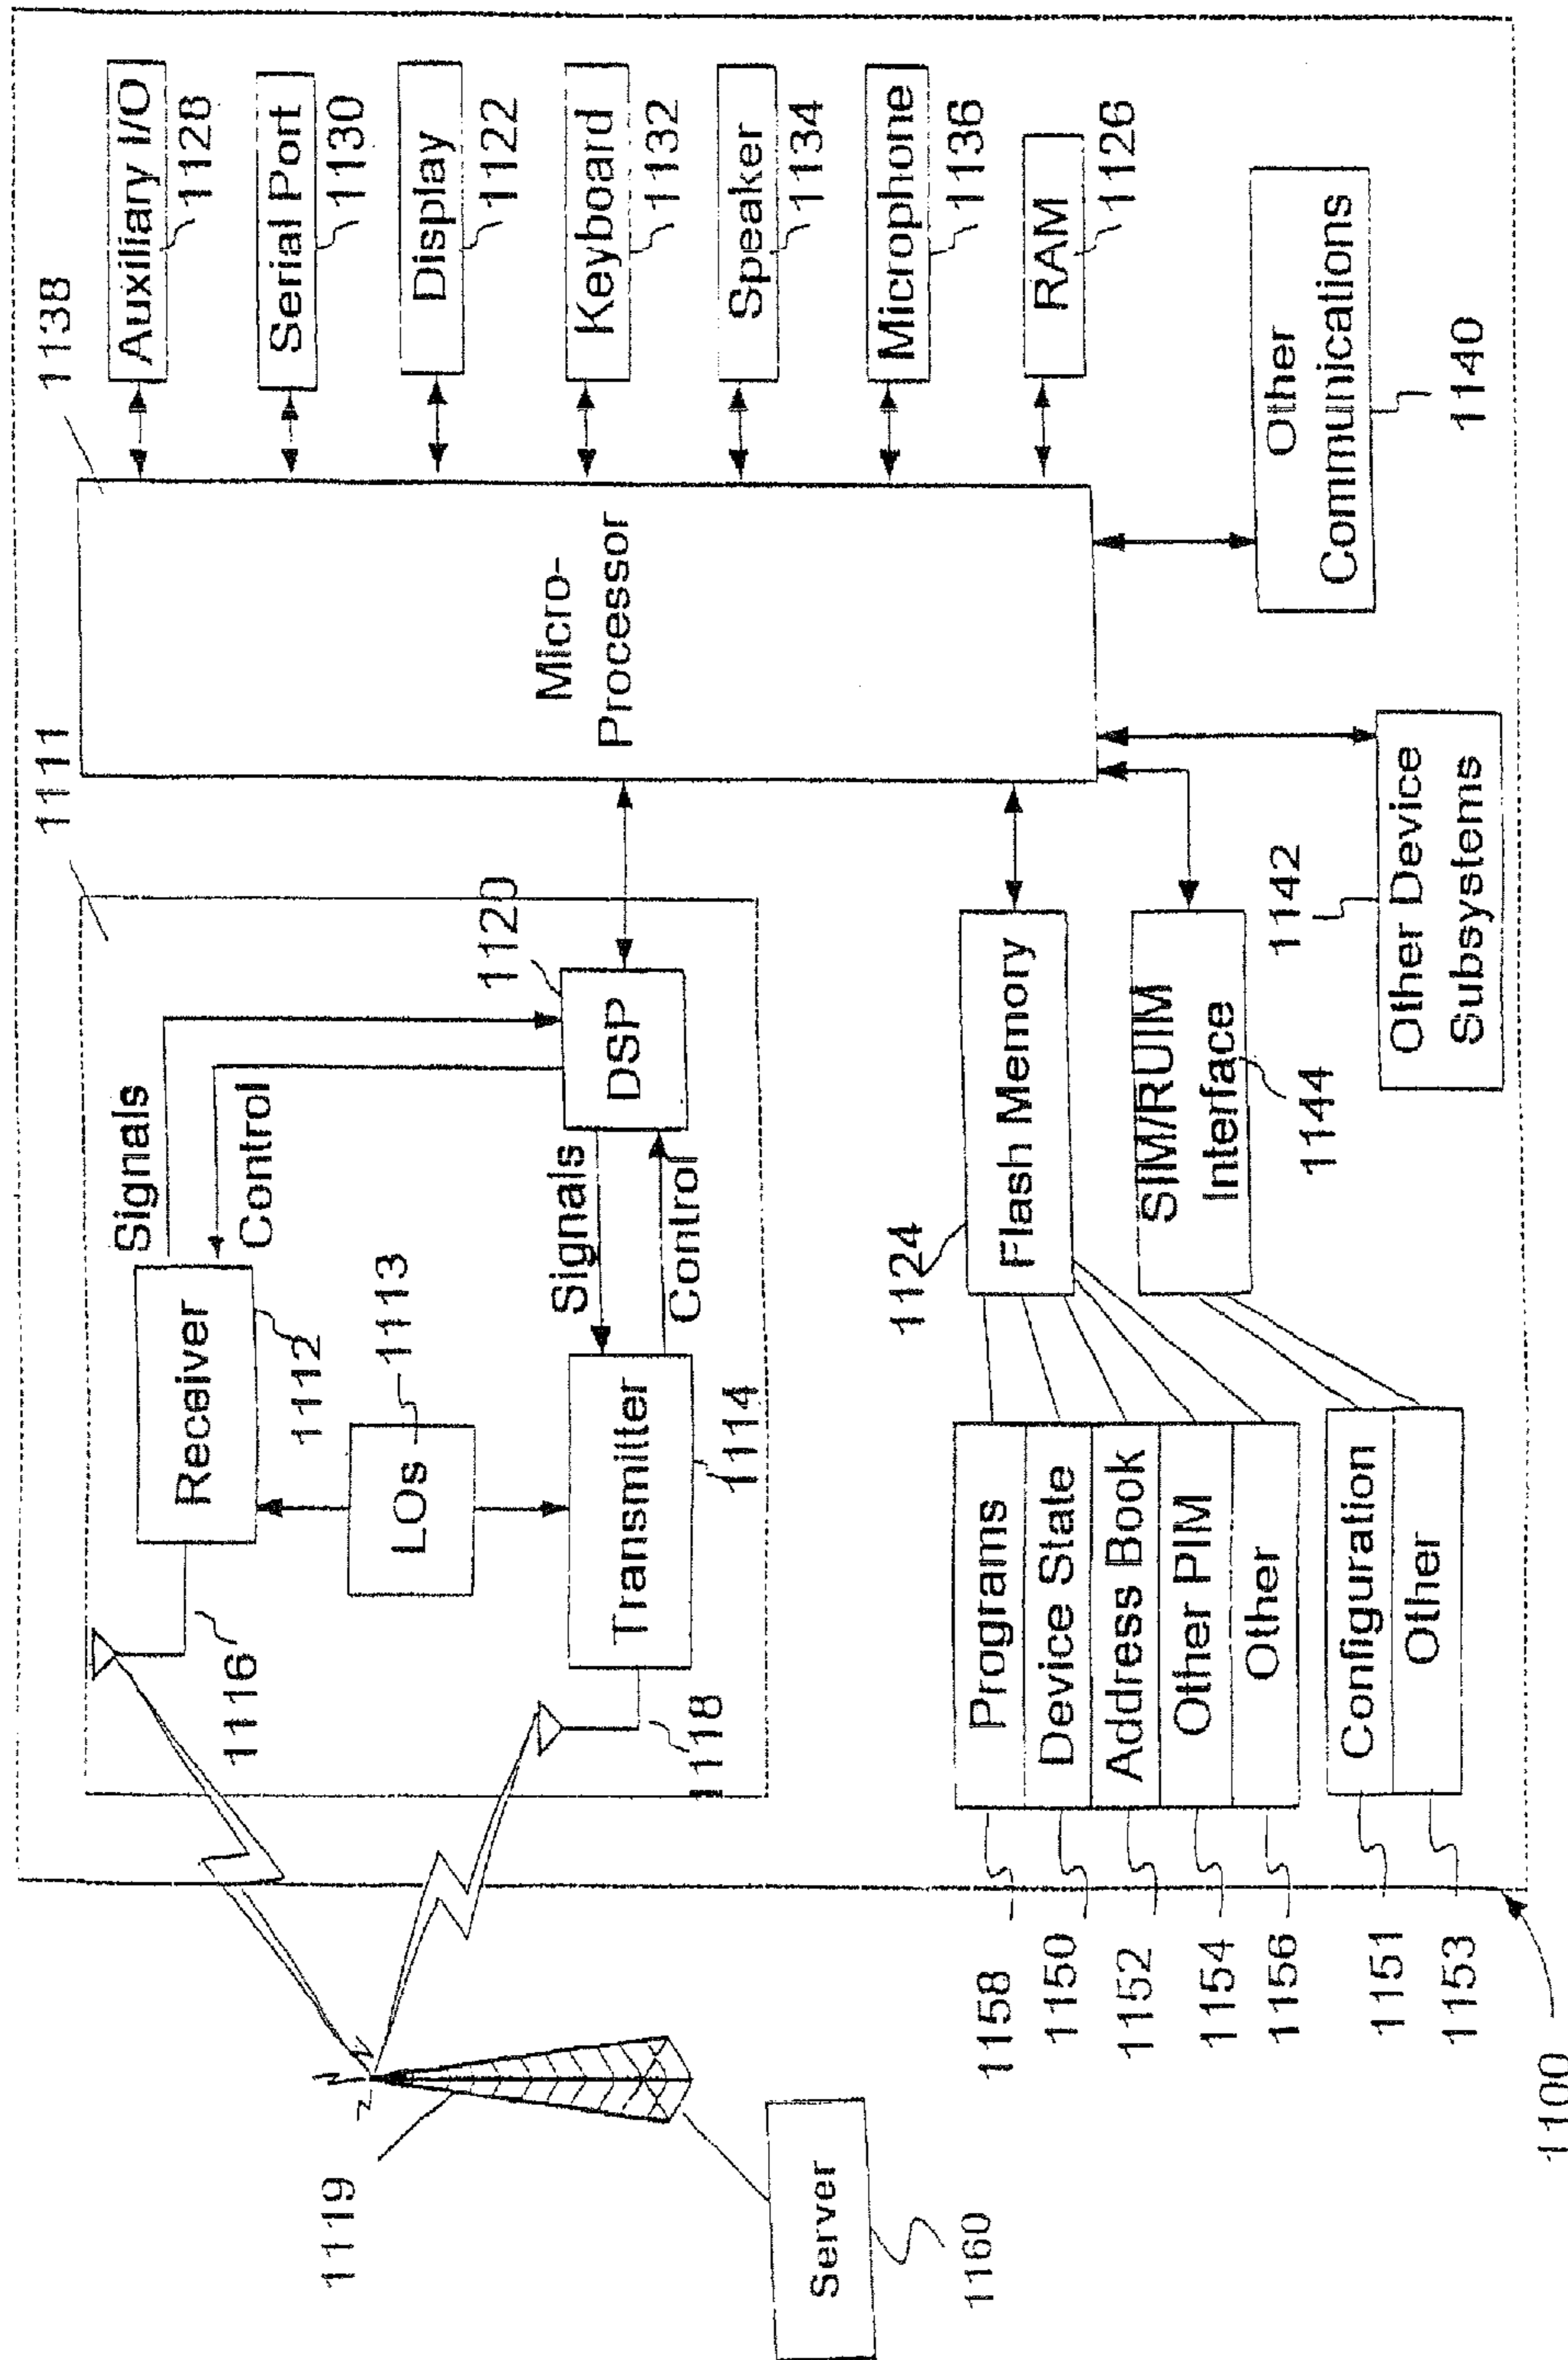 1138
1111
Auxiliary I/O
1128
Serial Port
1130
Display
1122
Keyboard
1132
Speaker
1134
Microphone
1136
RAM
1126
Micro-
Processor
Other
Communications
1140
Other Device
Subsystems
1142
1120
DSP
Signals
Control
Signals
Control
Receiver
1112
LOs
1113
Transmitter
1114
1116
1118
1124
Flash Memory
SIM/RUIM
Interface
1144
Programs
Device State
Address Book
Other PIM
Other
Configuration
Other
1158
1150
1152
1154
1156
1151
1153
1119
Server
1160
1100